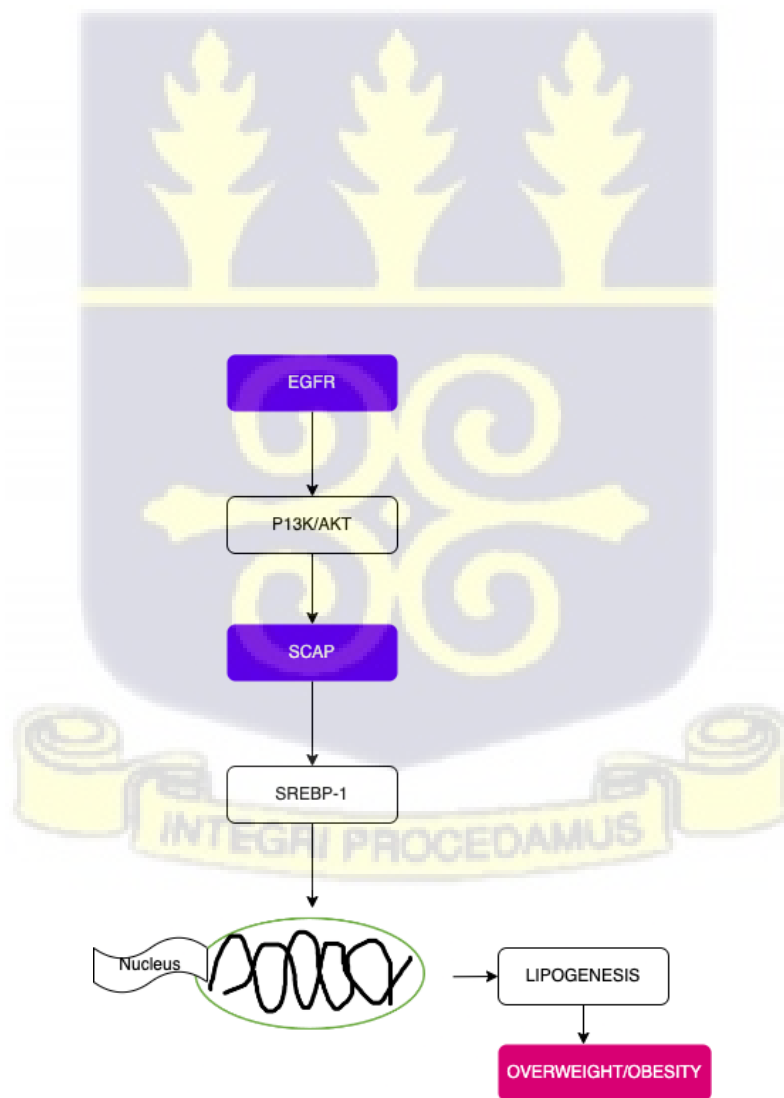 EGFR
P13K/AKT
SCAP
SREBP-1
INTEGRI PROCEDAMUS
Nucleus
LIPOGENESIS
OVERWEIGHT/OBESITY